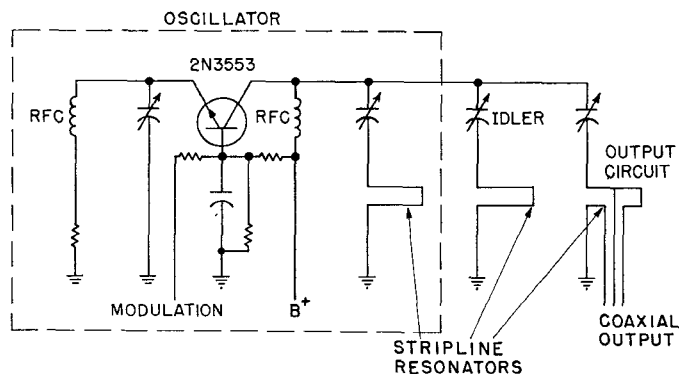 OSCILLATOR
2N3553
RFC
RFC
IDLER
OUTPUT
CIRCUIT
MODULATION
B+
STRIPLINE
RESONATORS
COAXIAL
OUTPUT